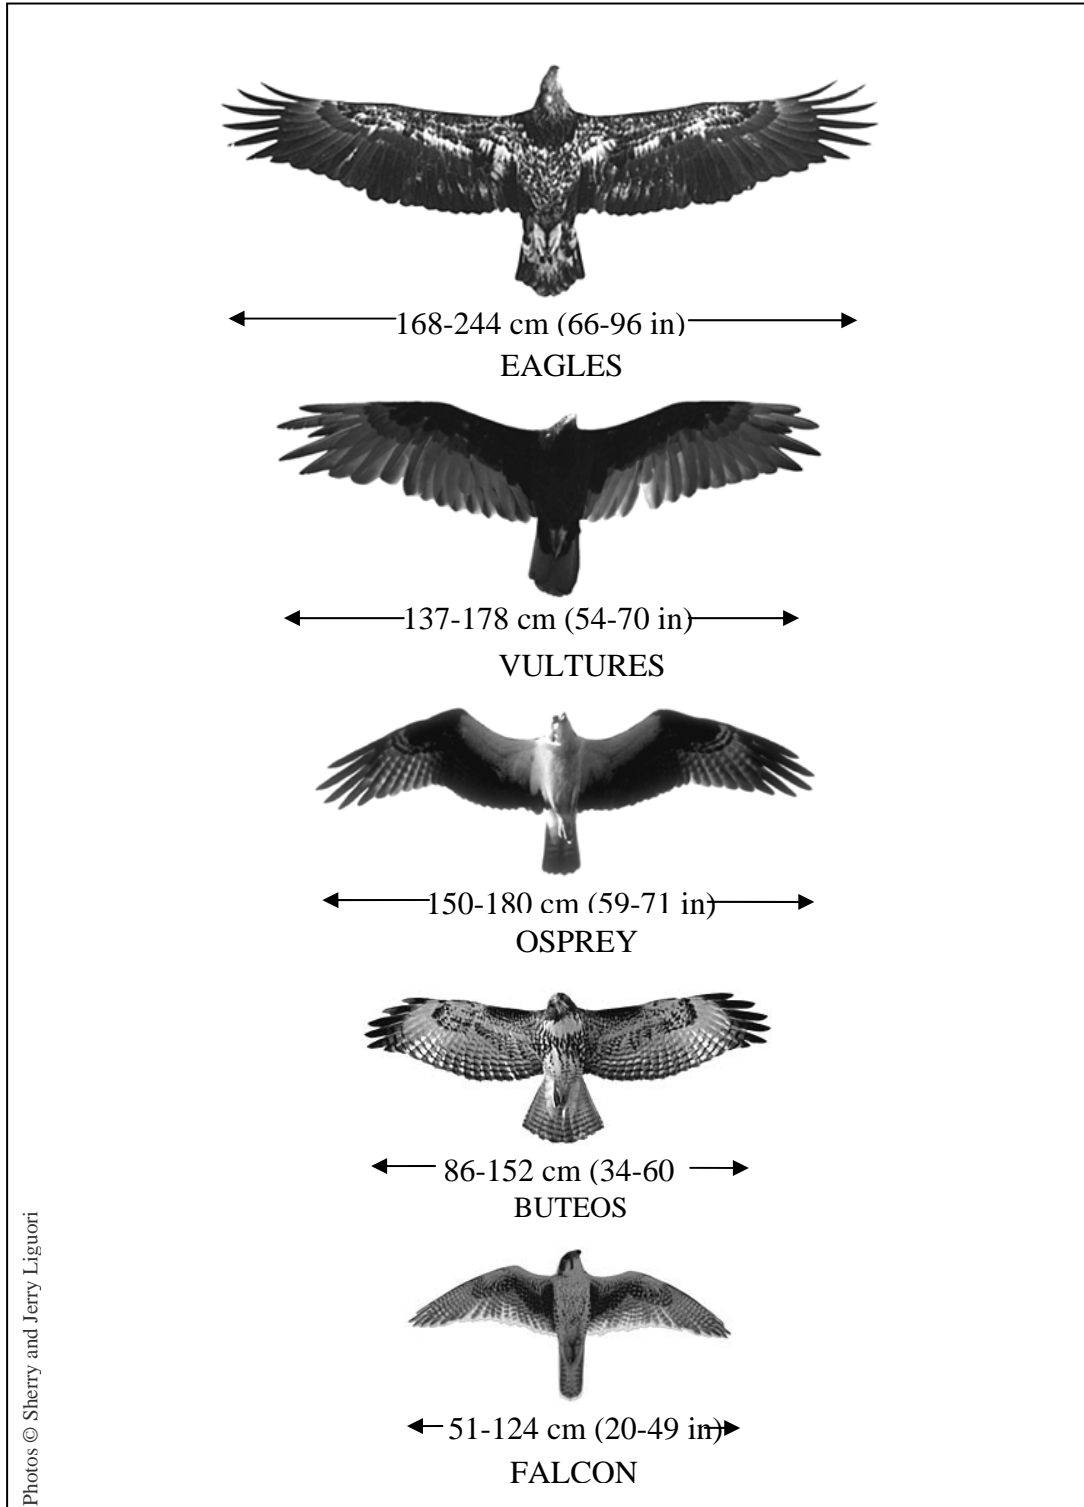 168-244 cm (66-96 in)
EAGLES
137-178 cm (54-70 in)
VULTURES
150-180 cm (59-71 in)
OSPREY
86-152 cm (34-60
BUTEOS
51-124 cm (20-49 in)
FALCON
Photos © Sherry and Jerry Liguori